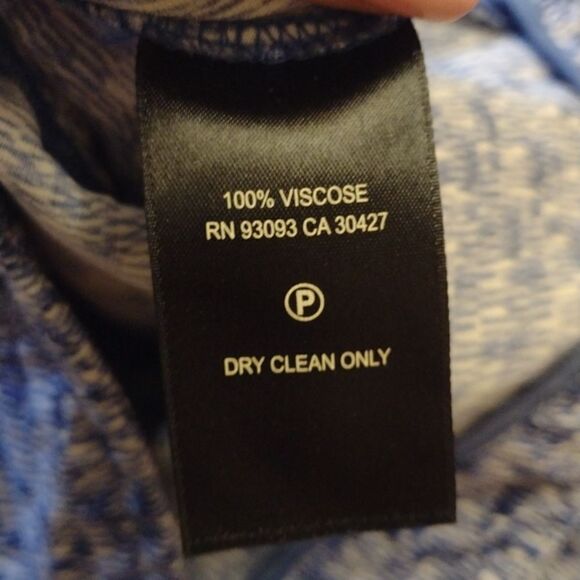 100% VISCOSE
RN 93093 CA 30427
P
DRY CLEAN ONLY